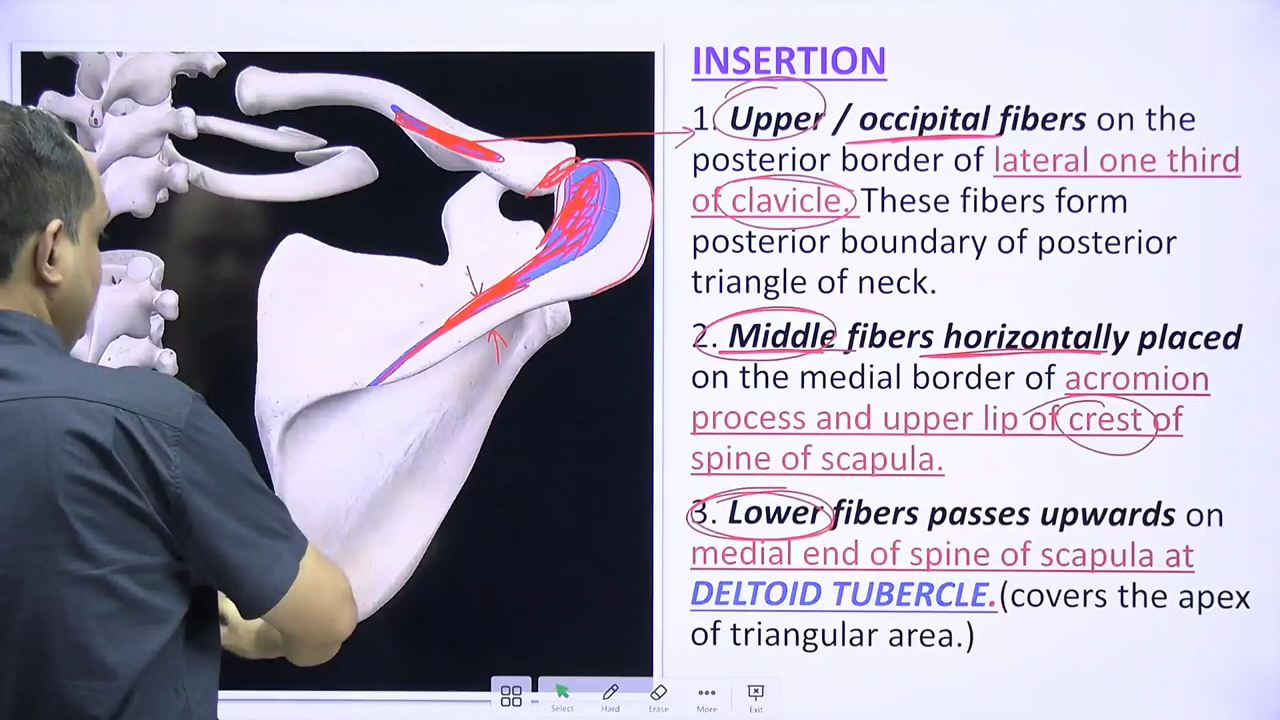 INSERTION
1. Upper / occipital fibers on the
posterior border of lateral one third
of clavicle. These fibers form
posterior boundary of posterior
triangle of neck.
2. Middle fibers horizontally placed
on the medial border of acromion
process and upper lip of crest of
spine of scapula.
3. Lower fibers passes upwards on
medial end of spine of scapula at
DELTOID TUBERCLE.(covers the apex
of triangular area.)
Select Hard Erase More Exit